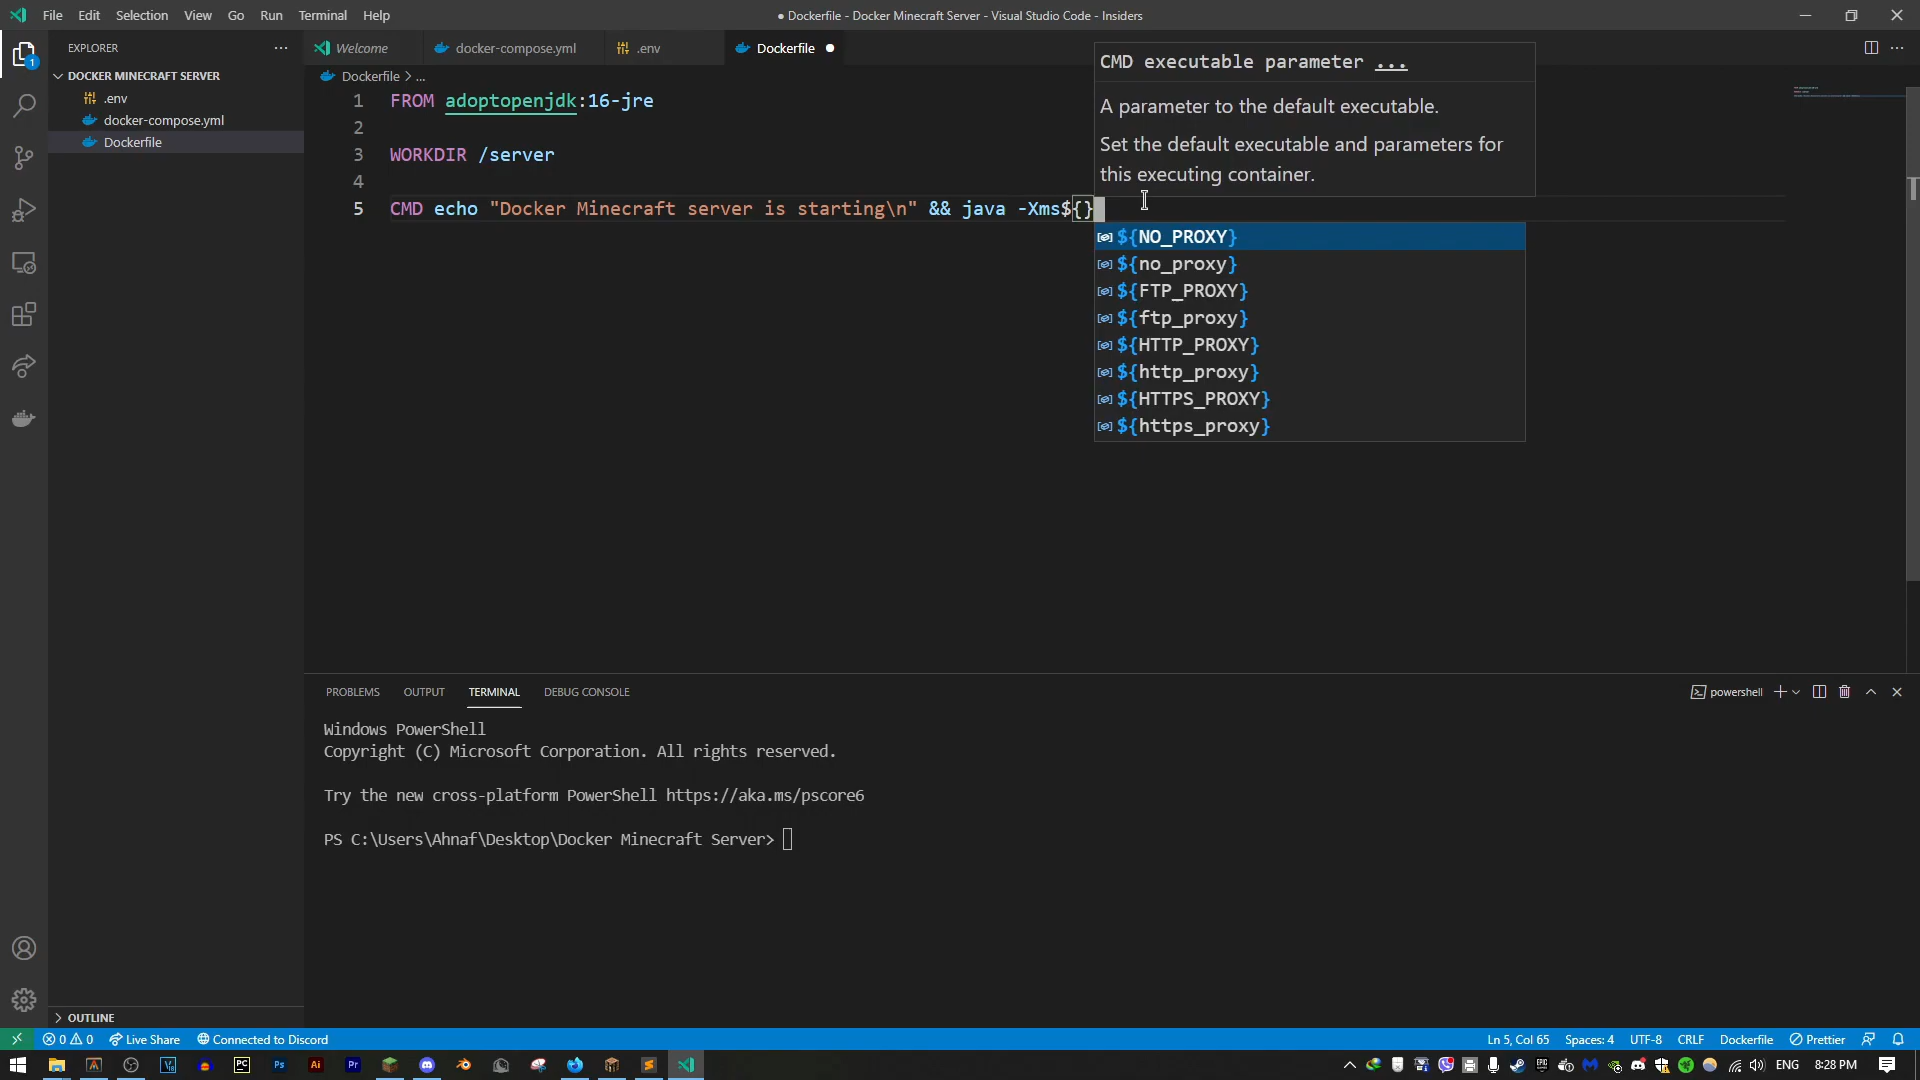 File Edit Selection View Go Run Terminal Help
● Dockerfile - Docker Minecraft Server - Visual Studio Code - Insiders
EXPLORER
Welcome
docker-compose.yml
.env
Dockerfile
DOCKER MINECRAFT SERVER
.env
docker-compose.yml
Dockerfile
1
Dockerfile > ...
1 FROM adoptopenjdk:16-jre
2
3 WORKDIR /server
4
5 CMD echo "Docker Minecraft server is starting\n" && java -Xms${}
CMD executable parameter ...
A parameter to the default executable.
Set the default executable and parameters for
this executing container.
${NO_PROXY}
${no_proxy}
${FTP_PROXY}
${ftp_proxy}
${HTTP_PROXY}
${http_proxy}
${HTTPS_PROXY}
${https_proxy}
PROBLEMS OUTPUT TERMINAL DEBUG CONSOLE
powershell
Windows PowerShell
Copyright (C) Microsoft Corporation. All rights reserved.
Try the new cross-platform PowerShell https://aka.ms/pscore6
PS C:\Users\Ahnaf\Desktop\Docker Minecraft Server>
OUTLINE
0 0 Live Share Connected to Discord
Ln 5, Col 65 Spaces: 4 UTF-8 CRLF Dockerfile Prettier
PC Ps Ai Pr
ENG 8:28 PM